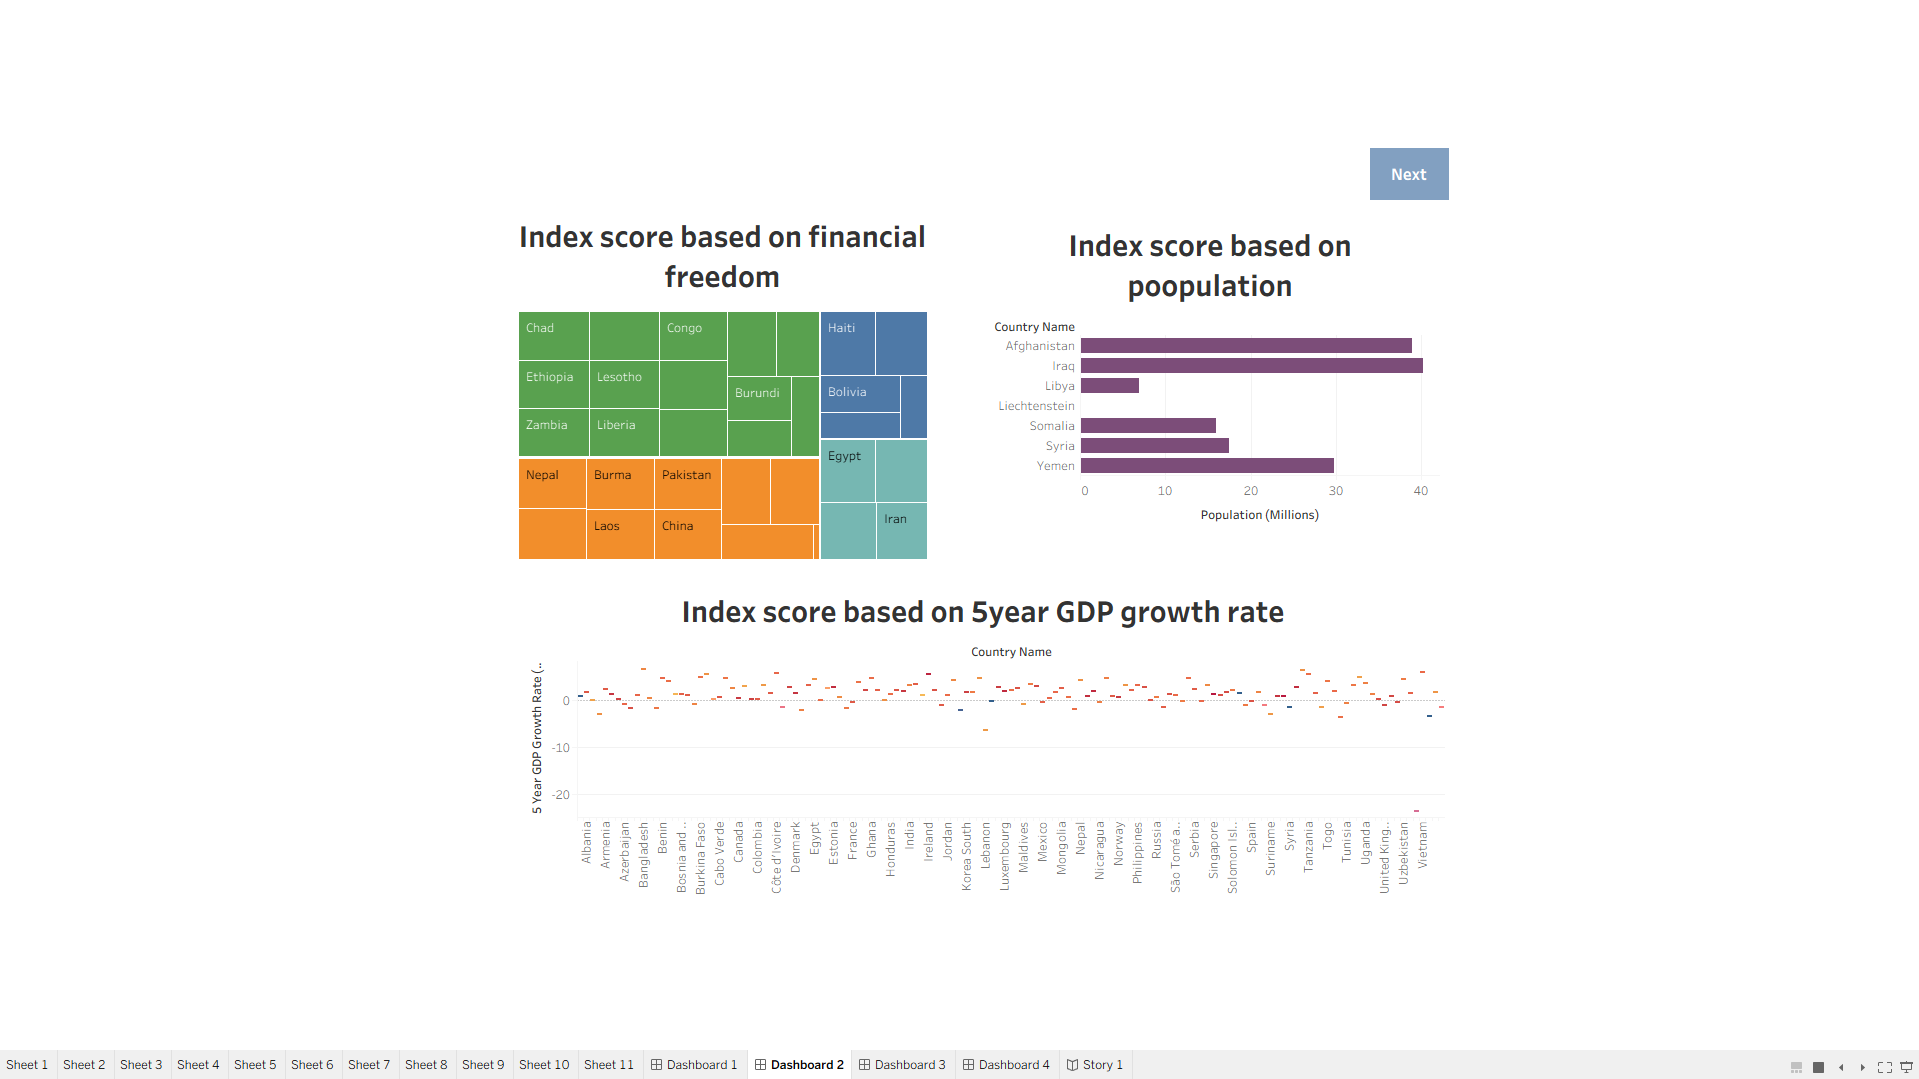 Next
Index score based on financial
freedom
Chad
Congo
Haiti
Ethiopia
Lesotho
Burundi
Bolivia
Zambia
Liberia
Egypt
Nepal
Burma
Pakistan
Laos
China
Iran
Index score based on
poopulation
Country Name
Afghanistan
Iraq
Libya
Liechtenstein
Somalia
Syria
Yemen
0 10 20 30 40
Population (Millions)
Index score based on 5year GDP growth rate
Country Name
5 Year GDP Growth Rate (..
0
-10
-20
Albania
Armenia
Azerbaijan
Bangladesh
Benin
Bosnia and ..
Burkina Faso
Cabo Verde
Canada
Colombia
Côte d'Ivoire
Denmark
Egypt
Estonia
France
Ghana
Honduras
India
Ireland
Jordan
Korea South
Lebanon
Luxembourg
Maldives
Mexico
Mongolia
Nepal
Nicaragua
Norway
Philippines
Russia
São Tomé a..
Serbia
Singapore
Solomon Isl..
Spain
Suriname
Syria
Tanzania
Togo
Tunisia
Uganda
United King..
Uzbekistan
Vietnam
Sheet 1 Sheet 2 Sheet 3 Sheet 4 Sheet 5 Sheet 6 Sheet 7 Sheet 8 Sheet 9 Sheet 10 Sheet 11 Dashboard 1 Dashboard 2 Dashboard 3 Dashboard 4 Story 1